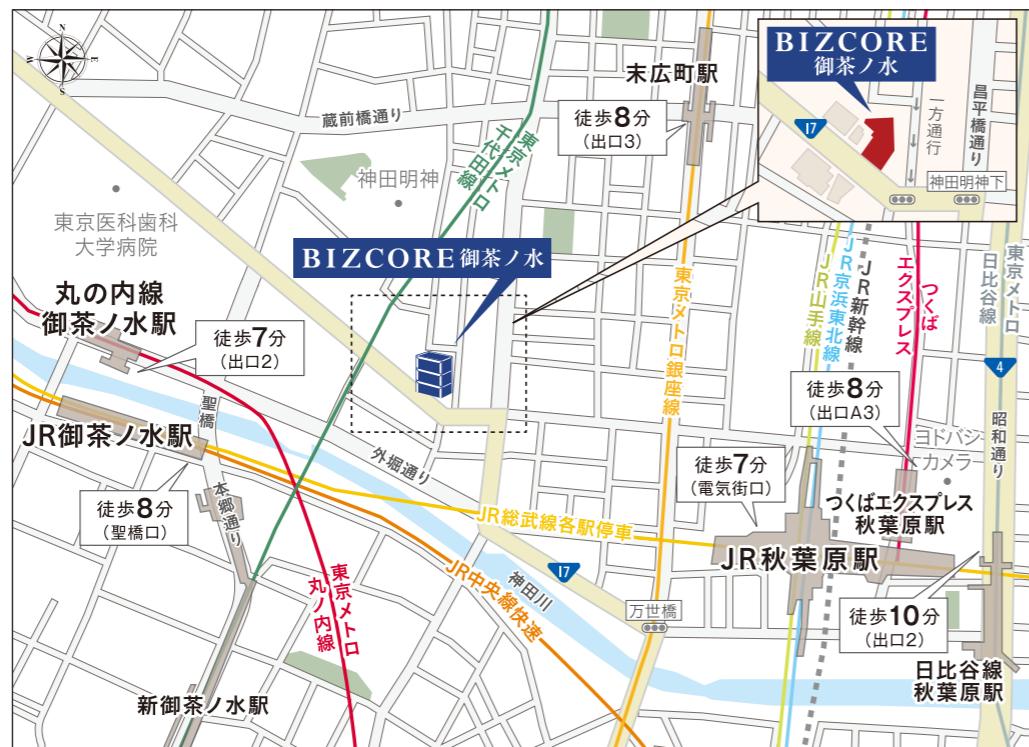 N
E
S
W
蔵前橋通り
東京メトロ
千代田線
神田明神
東京医科歯科
大学病院
末広町駅
徒歩8分
(出口3)
BIZCORE
御茶ノ水
17
一方通行
昌平橋通り
神田明神下
BIZCORE 御茶ノ水
丸の内線
御茶ノ水駅
徒歩7分
(出口2)
聖橋
JR御茶ノ水駅
徒歩8分
(聖橋口)
本郷通り
外堀通り
東京メトロ銀座線
JR山手線
JR京浜東北線
JR新幹線
つくば
エクスプレス
東京メトロ
日比谷線
4
昭和通り
徒歩8分
(出口A3)
ヨドバシ
カメラ
徒歩7分
(電気街口)
つくばエクスプレス
秋葉原駅
JR秋葉原駅
JR総武線各駅停車
JR中央線快速
神田川
17
万世橋
徒歩10分
(出口2)
日比谷線
秋葉原駅
東京メトロ
丸ノ内線
新御茶ノ水駅